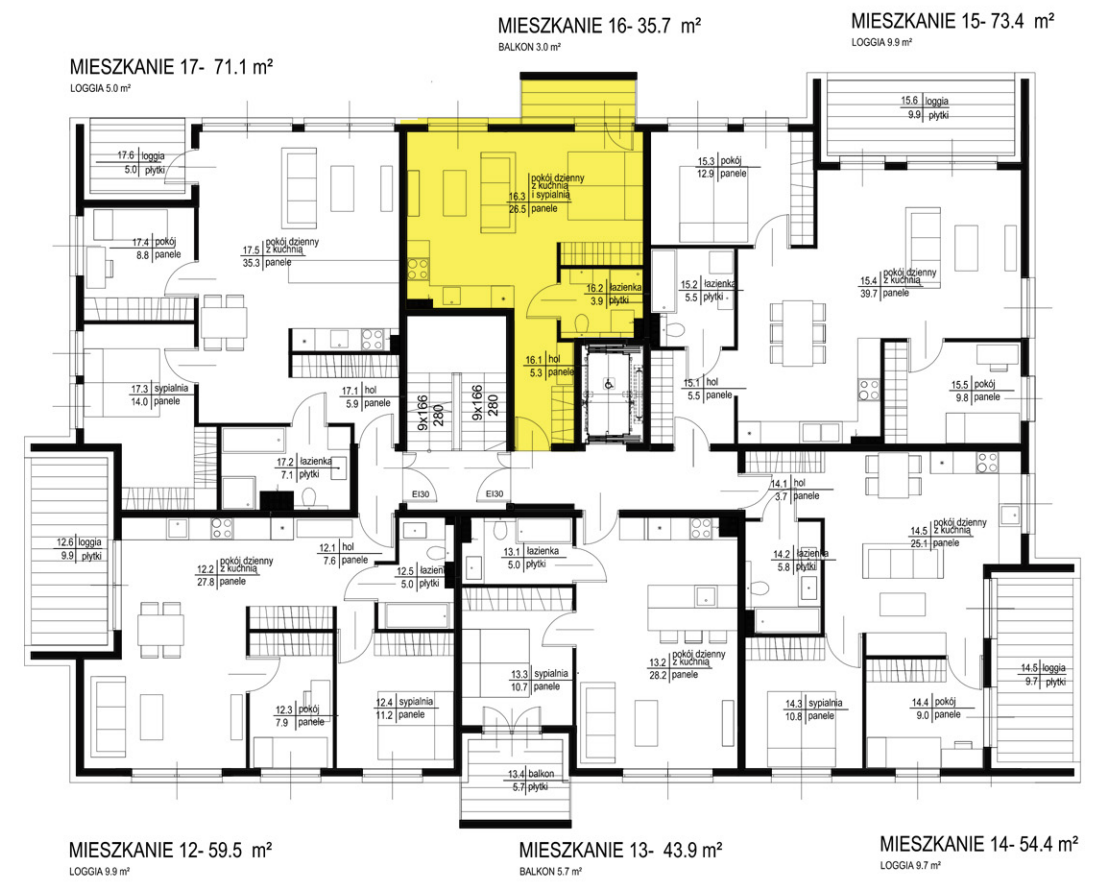 MIESZKANIE 16- 35.7 m²
BALKON 3.0 m²
MIESZKANIE 15- 73.4 m²
LOGGIA 9.9 m²
MIESZKANIE 17- 71.1 m²
LOGGIA 5.0 m²
15.6 loggia
9.9 płytki
17.6 loggia
5.0 płytki
15.3 pokój
12.9 panele
pokój dzienny
z kuchnią
i sypialnią
16.3
26.5 panele
17.4 pokój
8.8 panele
pokój dzienny
17.5 z kuchnią
35.3 panele
16.2 łazienka
3.9 płytki
15.2 łazienka
5.5 płytki
pokój dzienny
15.4 z kuchnią
39.7 panele
16.1 hol
5.3 panele
17.3 sypialnia
14.0 panele
17.1 hol
5.9 panele
9x166
280
9x166
280
15.1 hol
5.5 panele
15.5 pokój
9.8 panele
17.2 łazienka
7.1 płytki
EI30
EI30
14.1 hol
3.7 panele
12.6 loggia
9.9 płytki
pokój dzienny
12.2 z kuchnią
27.8 panele
12.1 hol
7.6 panele
12.5 łazienka
5.0 płytki
13.1 łazienka
5.0 płytki
14.2 łazienka
5.8 płytki
pokój dzienny
14.5 z kuchnią
25.1 panele
13.3 sypialnia
10.7 panele
pokój dzienny
13.2 z kuchnią
28.2 panele
14.5 loggia
9.7 płytki
12.3 pokój
7.9 panele
12.4 sypialnia
11.2 panele
14.3 sypialnia
10.8 panele
14.4 pokój
9.0 panele
13.4 balkon
5.7 płytki
MIESZKANIE 12- 59.5 m²
LOGGIA 9.9 m²
MIESZKANIE 13- 43.9 m²
BALKON 5.7 m²
MIESZKANIE 14- 54.4 m²
LOGGIA 9.7 m²